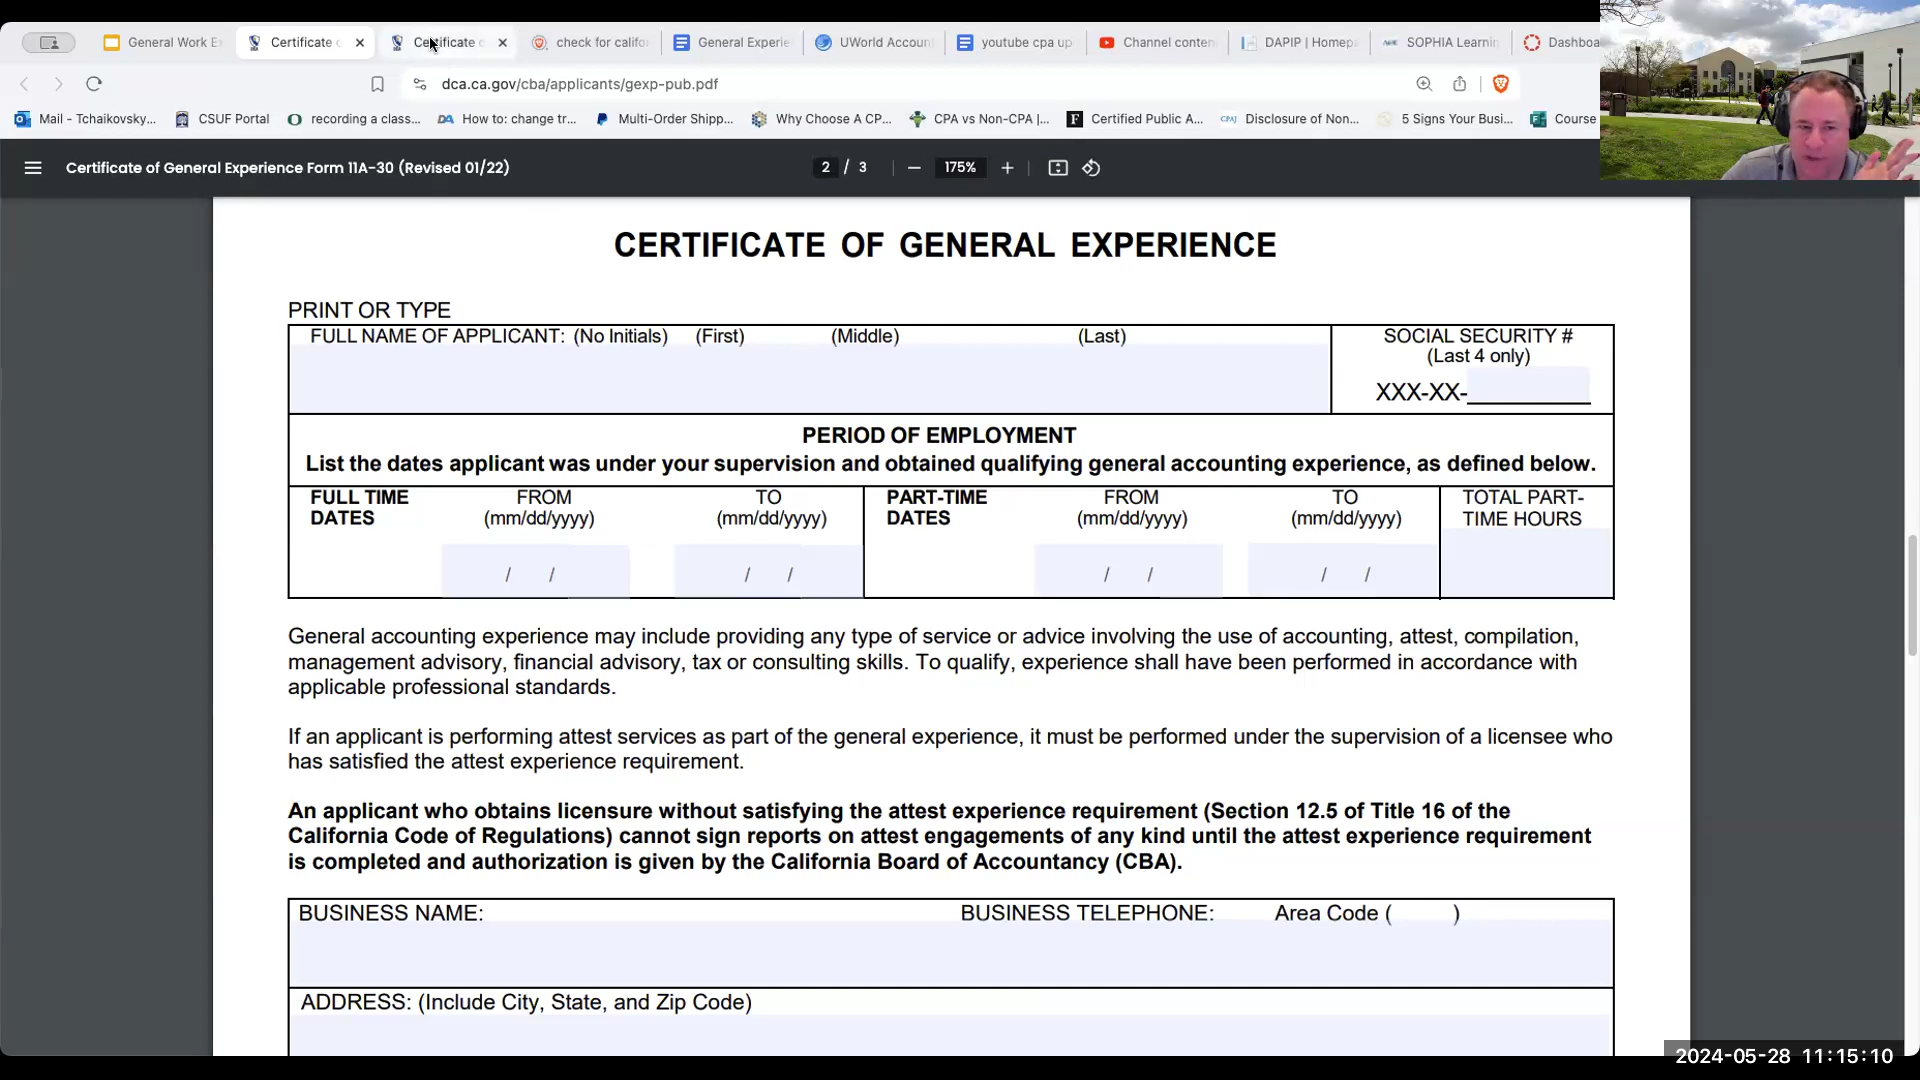 General Work E
Certificate
Certificate
check for califo
General Experie
UWorld Accoun
youtube cpa up
Channel conten
DAPIP | Homep
SOPHIA Learnin
Dashboa
dca.ca.gov/cba/applicants/gexp-pub.pdf
Mail - Tchaikovsky...
CSUF Portal
recording a class...
How to: change tr...
Multi-Order Shipp...
Why Choose A CP...
CPA vs Non-CPA |...
Certified Public A...
Disclosure of Non...
5 Signs Your Busi...
Course
Certificate of General Experience Form 11A-30 (Revised 01/22)
2 / 3
175%
CERTIFICATE OF GENERAL EXPERIENCE
PRINT OR TYPE
FULL NAME OF APPLICANT: (No Initials) (First) (Middle) (Last)
SOCIAL SECURITY #
(Last 4 only)
XXX-XX-
PERIOD OF EMPLOYMENT
List the dates applicant was under your supervision and obtained qualifying general accounting experience, as defined below.
FULL TIME DATES
FROM
(mm/dd/yyyy)
TO
(mm/dd/yyyy)
PART-TIME DATES
FROM
(mm/dd/yyyy)
TO
(mm/dd/yyyy)
TOTAL PART-
TIME HOURS
/ /
/ /
/ /
/ /
General accounting experience may include providing any type of service or advice involving the use of accounting, attest, compilation,
management advisory, financial advisory, tax or consulting skills. To qualify, experience shall have been performed in accordance with
applicable professional standards.
If an applicant is performing attest services as part of the general experience, it must be performed under the supervision of a licensee who
has satisfied the attest experience requirement.
An applicant who obtains licensure without satisfying the attest experience requirement (Section 12.5 of Title 16 of the
California Code of Regulations) cannot sign reports on attest engagements of any kind until the attest experience requirement
is completed and authorization is given by the California Board of Accountancy (CBA).
BUSINESS NAME:
BUSINESS TELEPHONE: Area Code ( )
ADDRESS: (Include City, State, and Zip Code)
2024-05-28 11:15:10